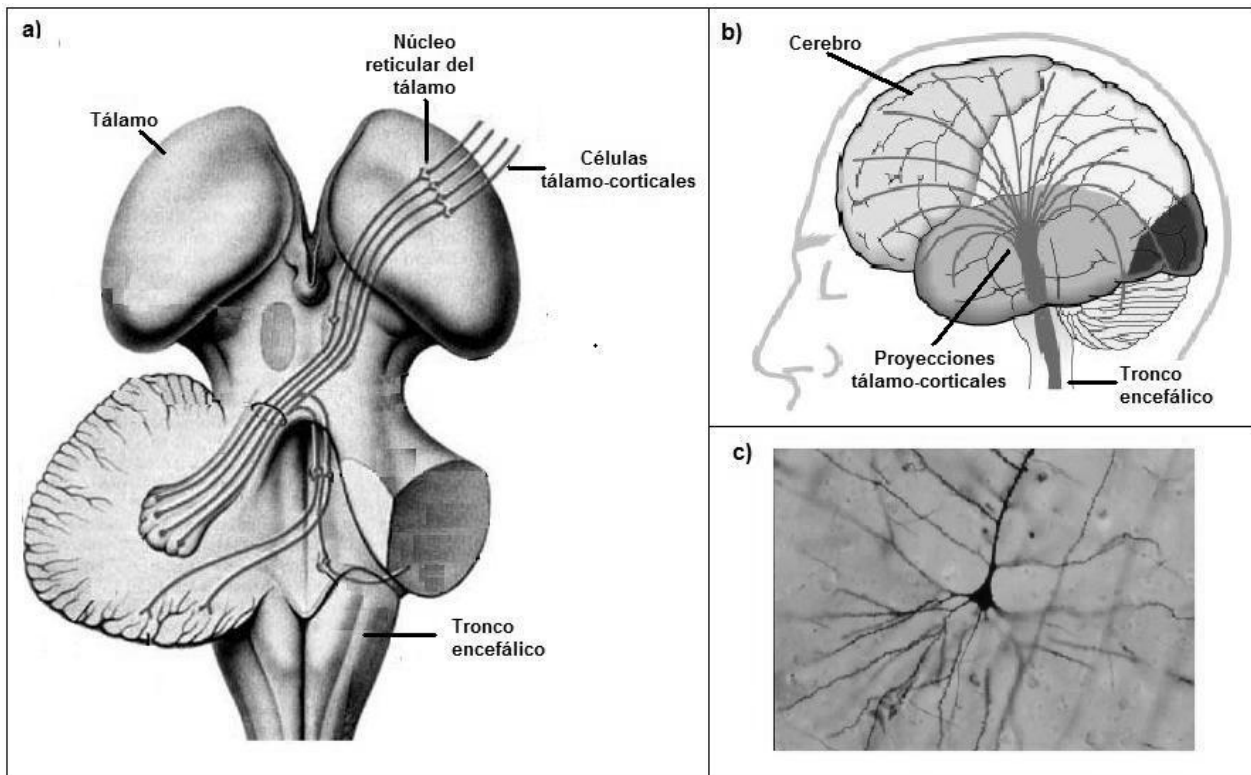 a)
Núcleo
reticular del
tálamo
Tálamo
Células
tálamo-corticales
Tronco
encefálico
b)
Cerebro
Proyecciones
tálamo-corticales
Tronco
encefálico
c)